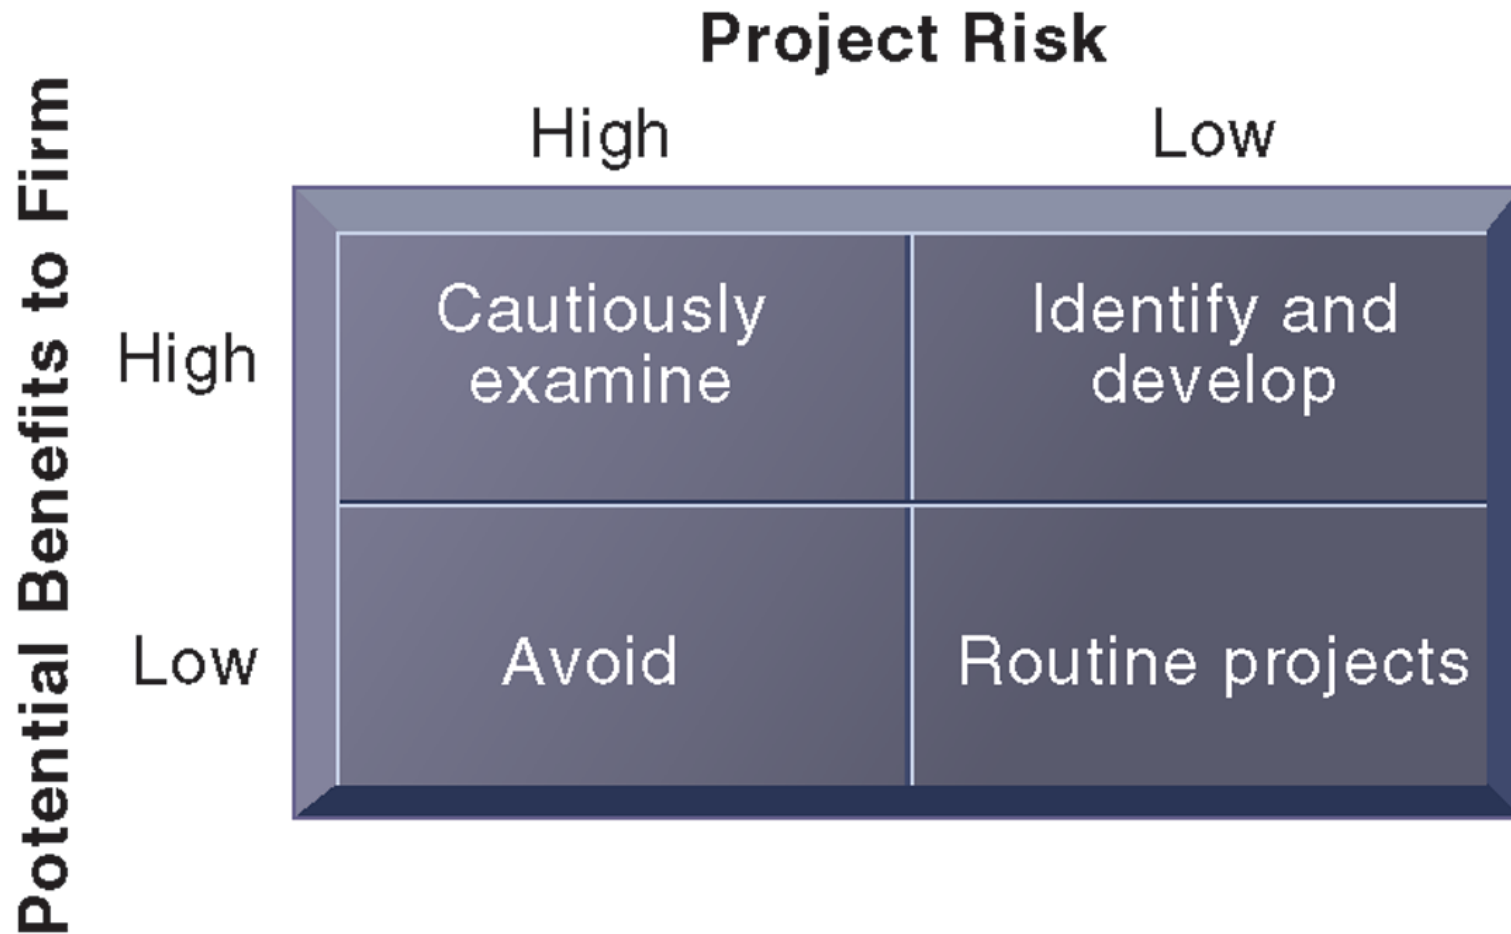 Project Risk
High Low
Potential Benefits to Firm
High
Cautiously
examine
Identify and
develop
Low
Avoid
Routine projects